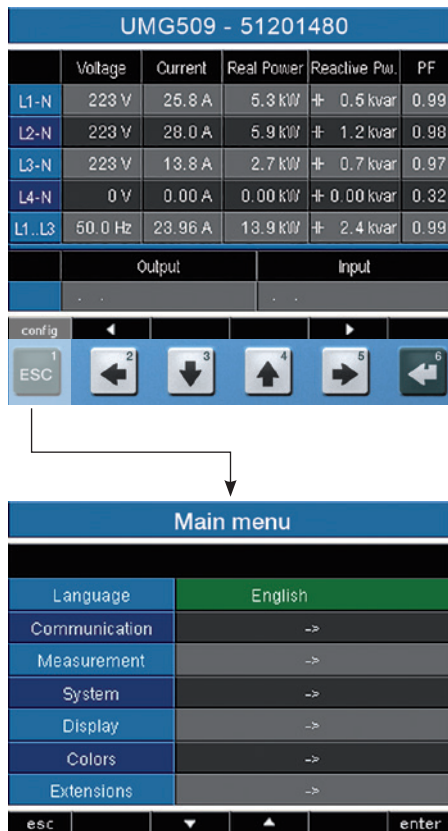 UMG509 - 51201480
Voltage Current Real Power Reactive Pw. PF
L1-N 223 V 25.8 A 5.3 kW ⊣⊢ 0.5 kvar 0.99
L2-N 223 V 28.0 A 5.9 kW ⊣⊢ 1.2 kvar 0.98
L3-N 223 V 13.8 A 2.7 kW ⊣⊢ 0.7 kvar 0.97
L4-N 0 V 0.00 A 0.00 kW ⊣⊢ 0.00 kvar 0.32
L1..L3 50.0 Hz 23.96 A 13.9 kW ⊣⊢ 2.4 kvar 0.99
Output Input
. . . .
config ◀ ▶
ESC 1 2 3 4 5 6
Main menu
Language English
Communication ->
Measurement ->
System ->
Display ->
Colors ->
Extensions ->
esc ▼ ▲ enter